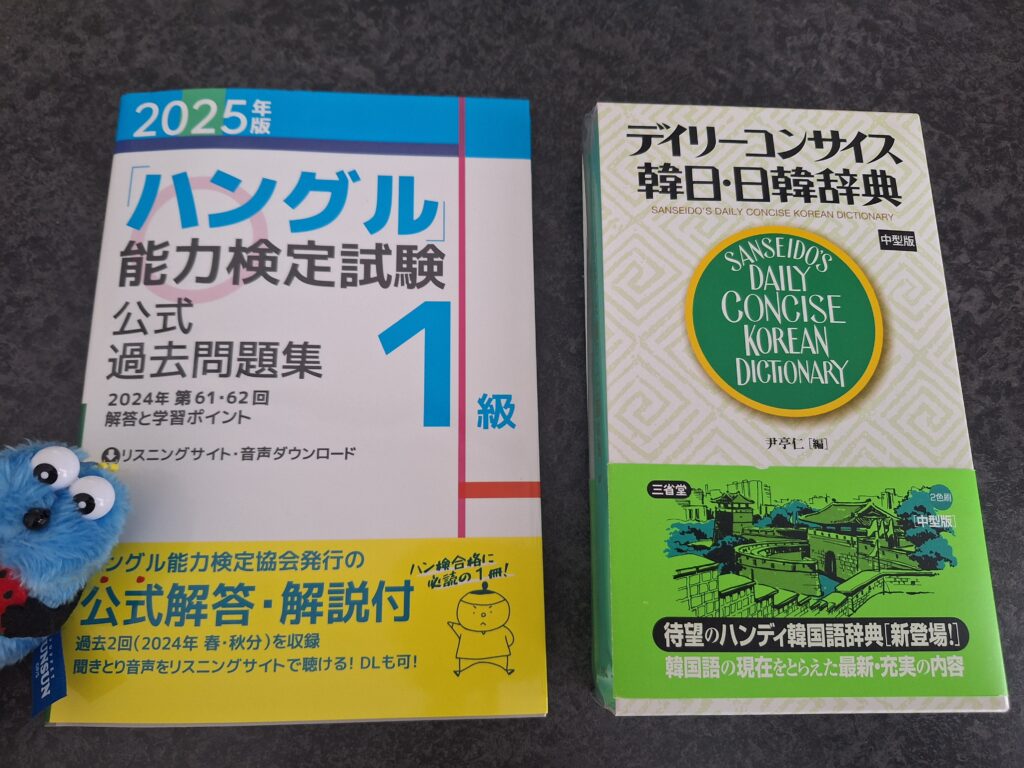 2025年版
「ハングル」
能力検定試験
公式
過去問題集
1級
2024年 第61・62回
解答と学習ポイント
リスニングサイト・音声ダウンロード
ングル能力検定協会発行の
公式解答・解説付
過去2回(2024年 春・秋分)を収録
聞きとり音声をリスニングサイトで聴ける! DLも可!
ハン検合格に
必読の1冊!
デイリーコンサイス
韓日・日韓辞典
SANSEIDO'S DAILY CONCISE KOREAN DICTIONARY
中型版
SANSEIDO'S
DAILY
CONCISE
KOREAN
DICTIONARY
尹亭仁[編]
三省堂
2色刷
[中型版]
待望のハンディ韓国語辞典[新登場!]
韓国語の現在をとらえた最新・充実の内容